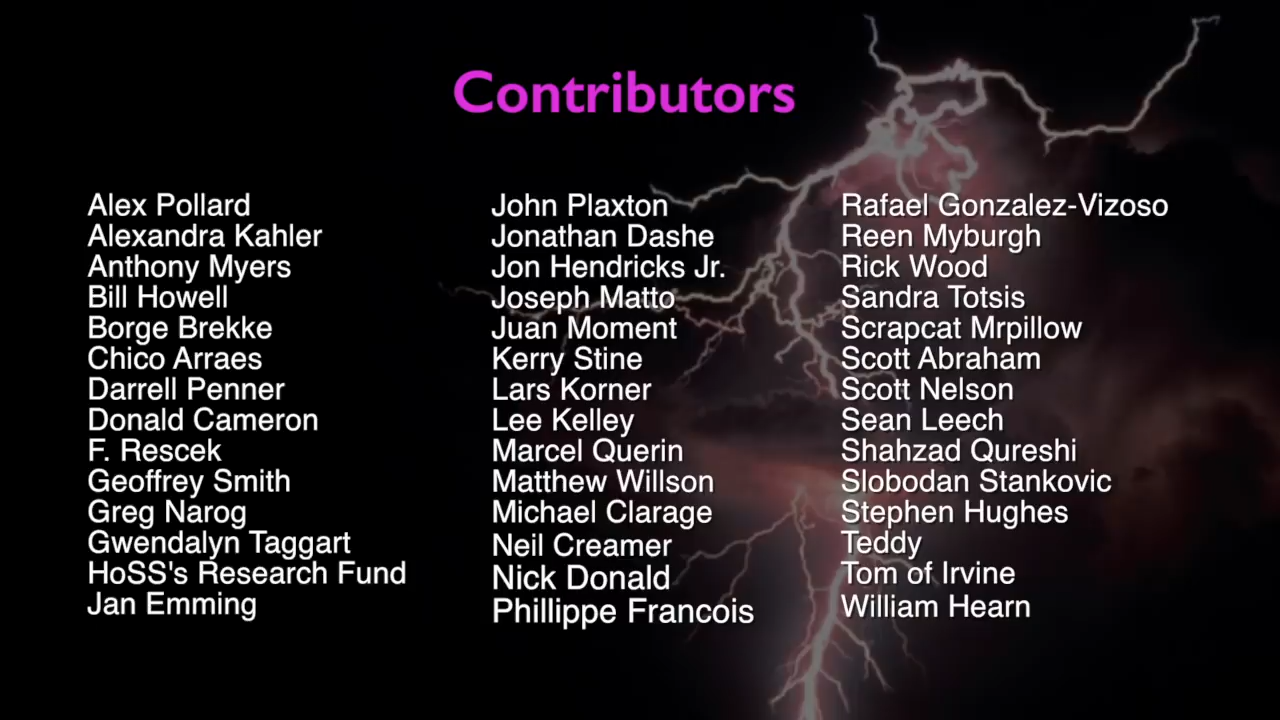 Contributors
Alex Pollard
Alexandra Kahler
Anthony Myers
Bill Howell
Borge Brekke
Chico Arraes
Darrell Penner
Donald Cameron
F. Rescek
Geoffrey Smith
Greg Narog
Gwendalyn Taggart
HoSS's Research Fund
Jan Emming
John Plaxton
Jonathan Dashe
Jon Hendricks Jr.
Joseph Matto
Juan Moment
Kerry Stine
Lars Korner
Lee Kelley
Marcel Querin
Matthew Willson
Michael Clarage
Neil Creamer
Nick Donald
Phillippe Francois
Rafael Gonzalez-Vizoso
Reen Myburgh
Rick Wood
Sandra Totsis
Scrapcat Mrpillow
Scott Abraham
Scott Nelson
Sean Leech
Shahzad Qureshi
Slobodan Stankovic
Stephen Hughes
Teddy
Tom of Irvine
William Hearn